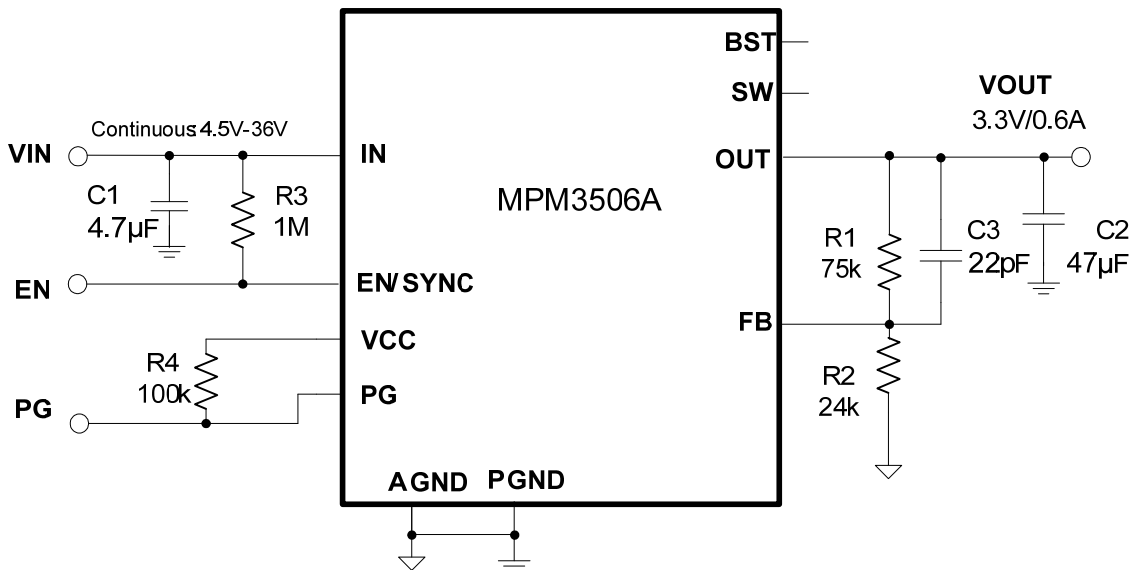 BST
SW
VOUT
3.3V/0.6A
Continuous:4.5V-36V
VIN
IN
OUT
MPM3506A
C1
4.7µF
R3
1M
R1
75k
C3
22pF
C2
47µF
EN
EN/SYNC
FB
VCC
R4
100k
PG
PG
R2
24k
AGND
PGND